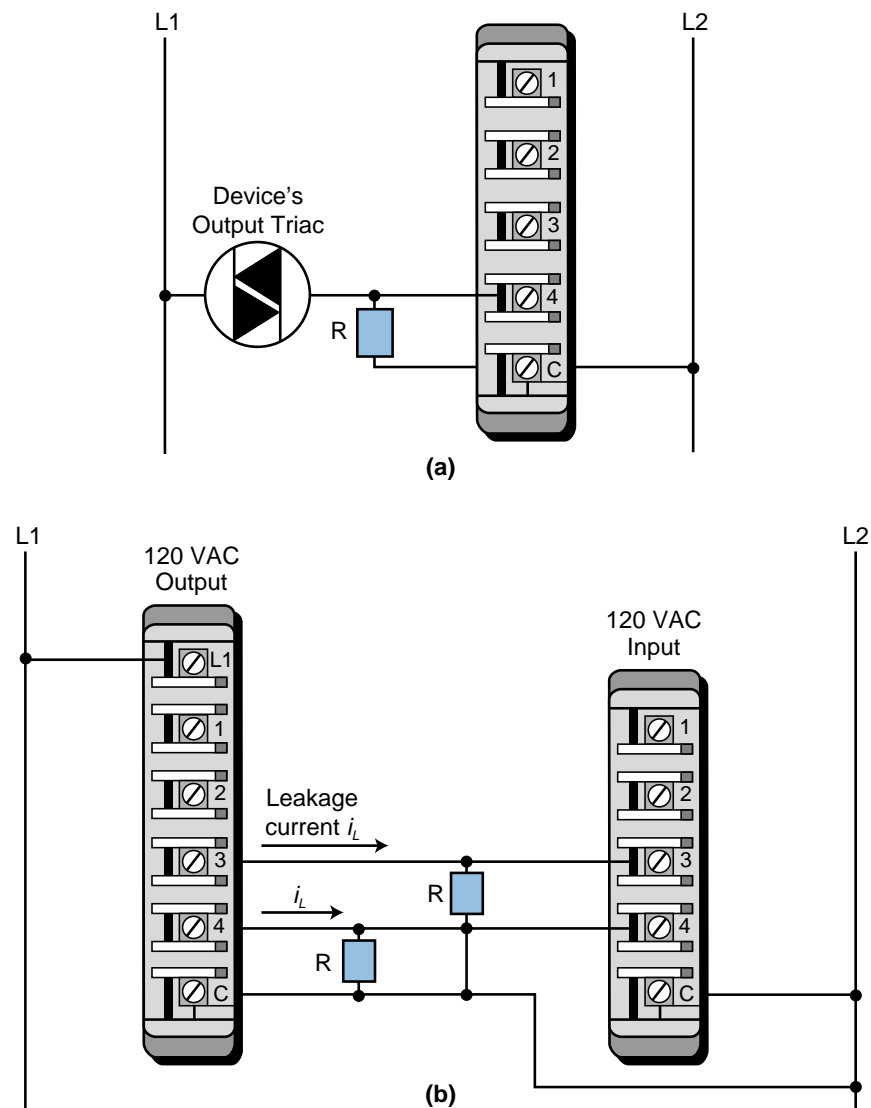 L1
L2
1
2
Device's
Output Triac
3
4
R
C
(a)
L1
L2
120 VAC
Output
120 VAC
Input
L1
1
1
2
2
Leakage
current iL
3
3
R
iL
4
4
R
C
C
(b)